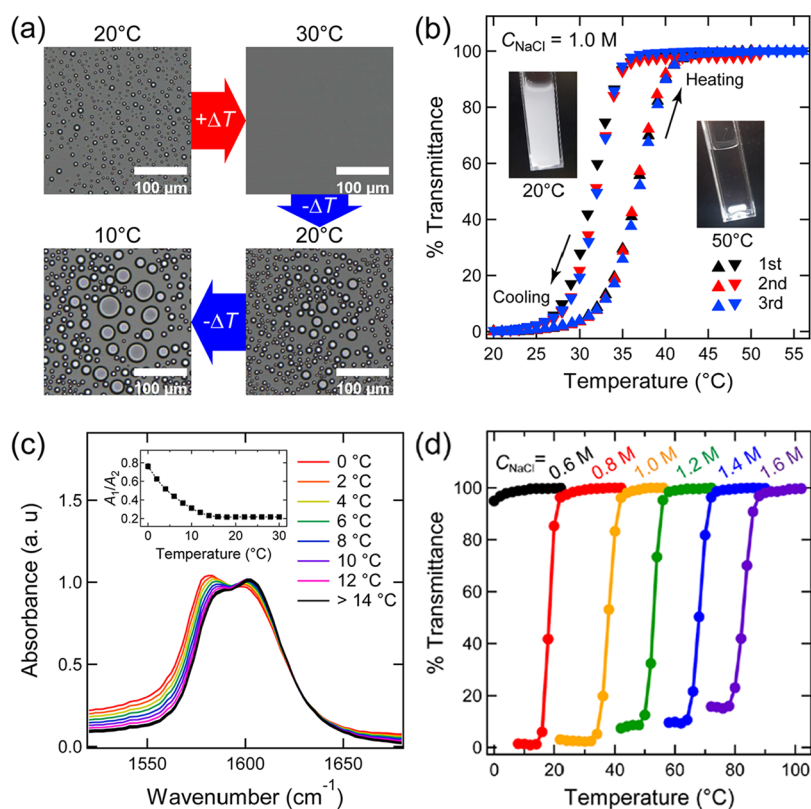 (a)
20°C
30°C
+ΔT
100 μm
100 μm
-ΔT
10°C
20°C
-ΔT
100 μm
100 μm
(b)
C_NaCl = 1.0 M
Heating
20°C
50°C
Cooling
1st
2nd
3rd
% Transmittance
100
80
60
40
20
0
20 25 30 35 40 45 50 55
Temperature (°C)
(c)
A₁/A₂
0.8
0.6
0.4
0.2
0 10 20 30
Temperature (°C)
0 °C
2 °C
4 °C
6 °C
8 °C
10 °C
12 °C
> 14 °C
Absorbance (a. u)
1.5
1.0
0.5
0.0
1550 1600 1650
Wavenumber (cm⁻¹)
(d)
C_NaCl = 0.6 M 0.8 M 1.0 M 1.2 M 1.4 M 1.6 M
% Transmittance
100
80
60
40
20
0
0 20 40 60 80 100
Temperature (°C)